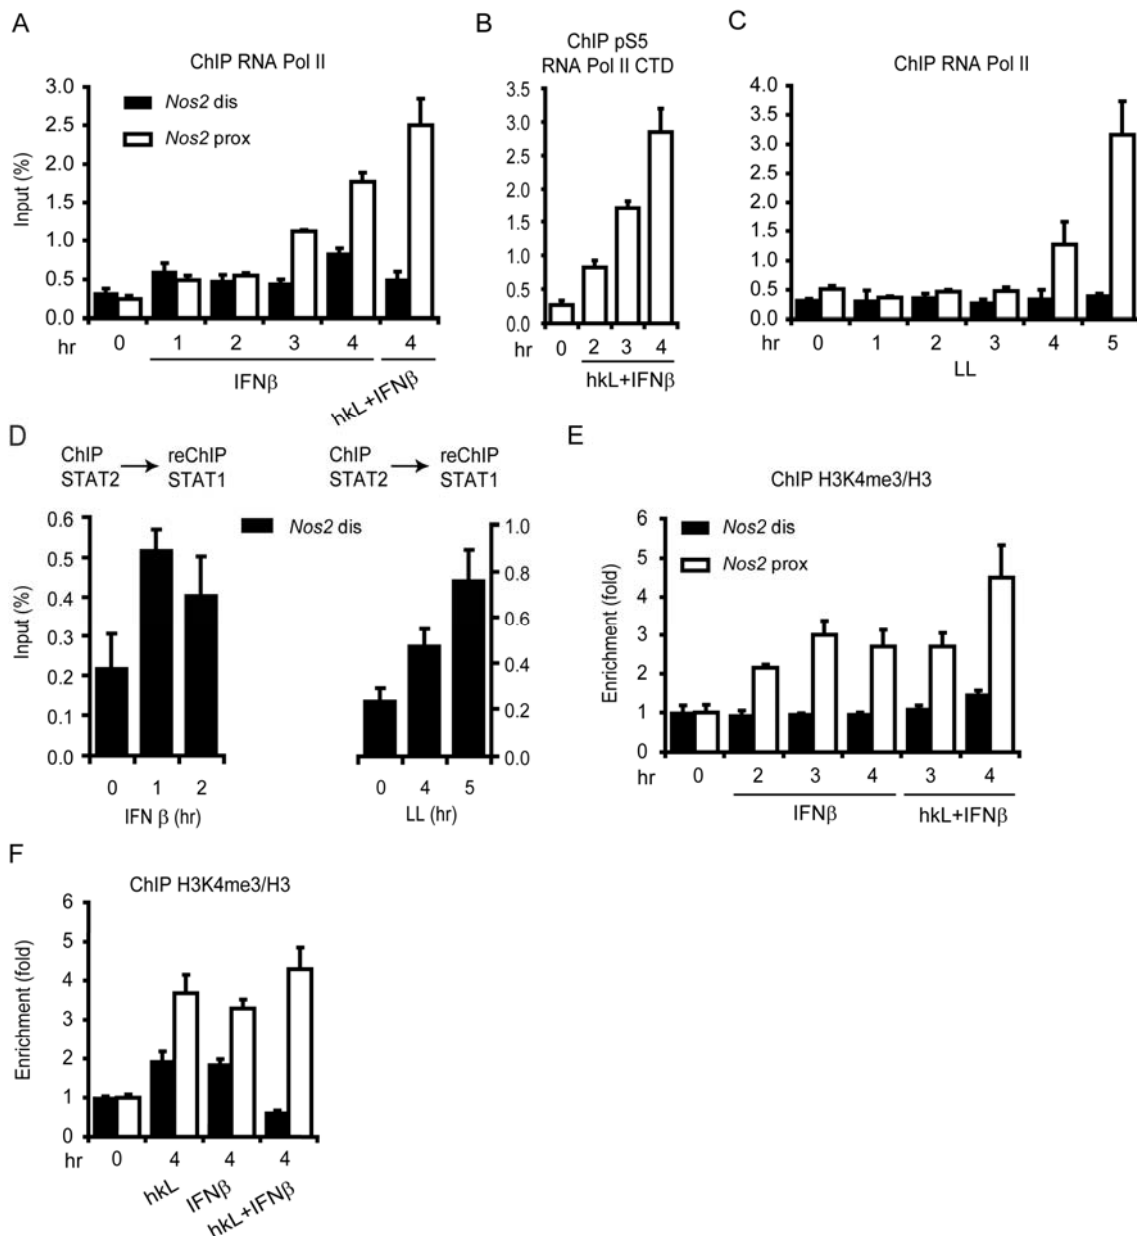 A
ChIP RNA Pol II
Input (%)
3.0
2.5
2.0
1.5
1.0
0.5
0.0
Nos2 dis
Nos2 prox
hr 0 1 2 3 4 4
IFNβ
hkL+IFNβ
B
ChIP pS5
RNA Pol II CTD
3.5
3.0
2.5
2.0
1.5
1.0
0.5
0.0
0 2 3 4
hkL+IFNβ
C
ChIP RNA Pol II
4.0
3.5
3.0
2.5
2.0
1.5
1.0
0.5
0.0
hr 0 1 2 3 4 5
LL
D
ChIP reChIP
STAT2 STAT1
Input (%)
0.6
0.5
0.4
0.3
0.2
0.1
0.0
0 1 2
IFN β (hr)
Nos2 dis
ChIP reChIP
STAT2 STAT1
1.0
0.8
0.6
0.4
0.2
0.0
0 4 5
LL (hr)
E
ChIP H3K4me3/H3
Enrichment (fold)
6
5
4
3
2
1
0
Nos2 dis
Nos2 prox
hr 0 2 3 4 3 4
IFNβ hkL+IFNβ
F
ChIP H3K4me3/H3
Enrichment (fold)
6
5
4
3
2
1
0
hr 0 4 4 4
hkL IFNβ hkL+IFNβ